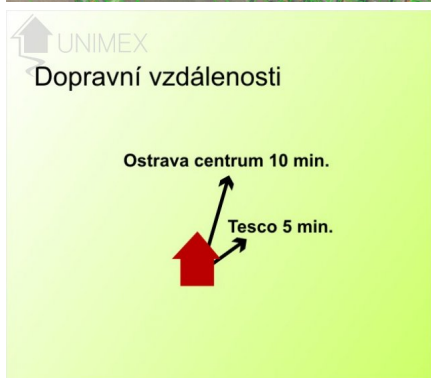 UNIMEX
Dopravní vzdálenosti
Ostrava centrum 10 min.
Tesco 5 min.